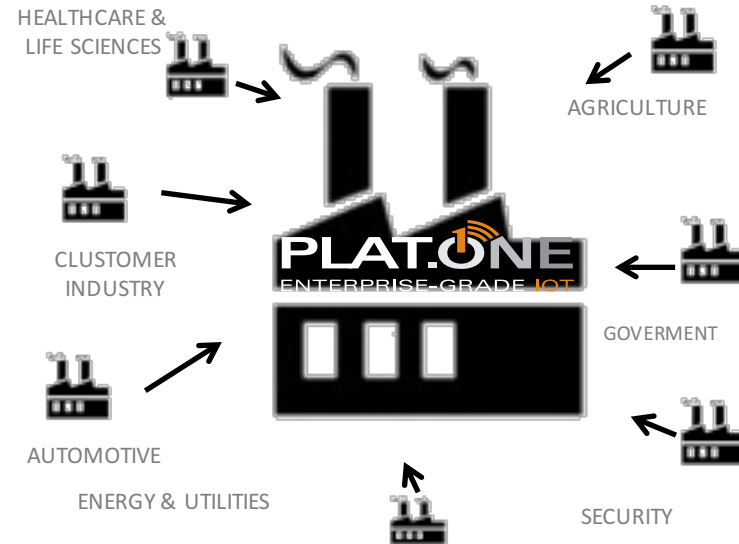 HEALTHCARE &
LIFE SCIENCES
AGRICULTURE
CLUSTOMER
INDUSTRY
PLAT.ONE
ENTERPRISE-GRADE IOT
GOVERMENT
AUTOMOTIVE
ENERGY & UTILITIES
SECURITY